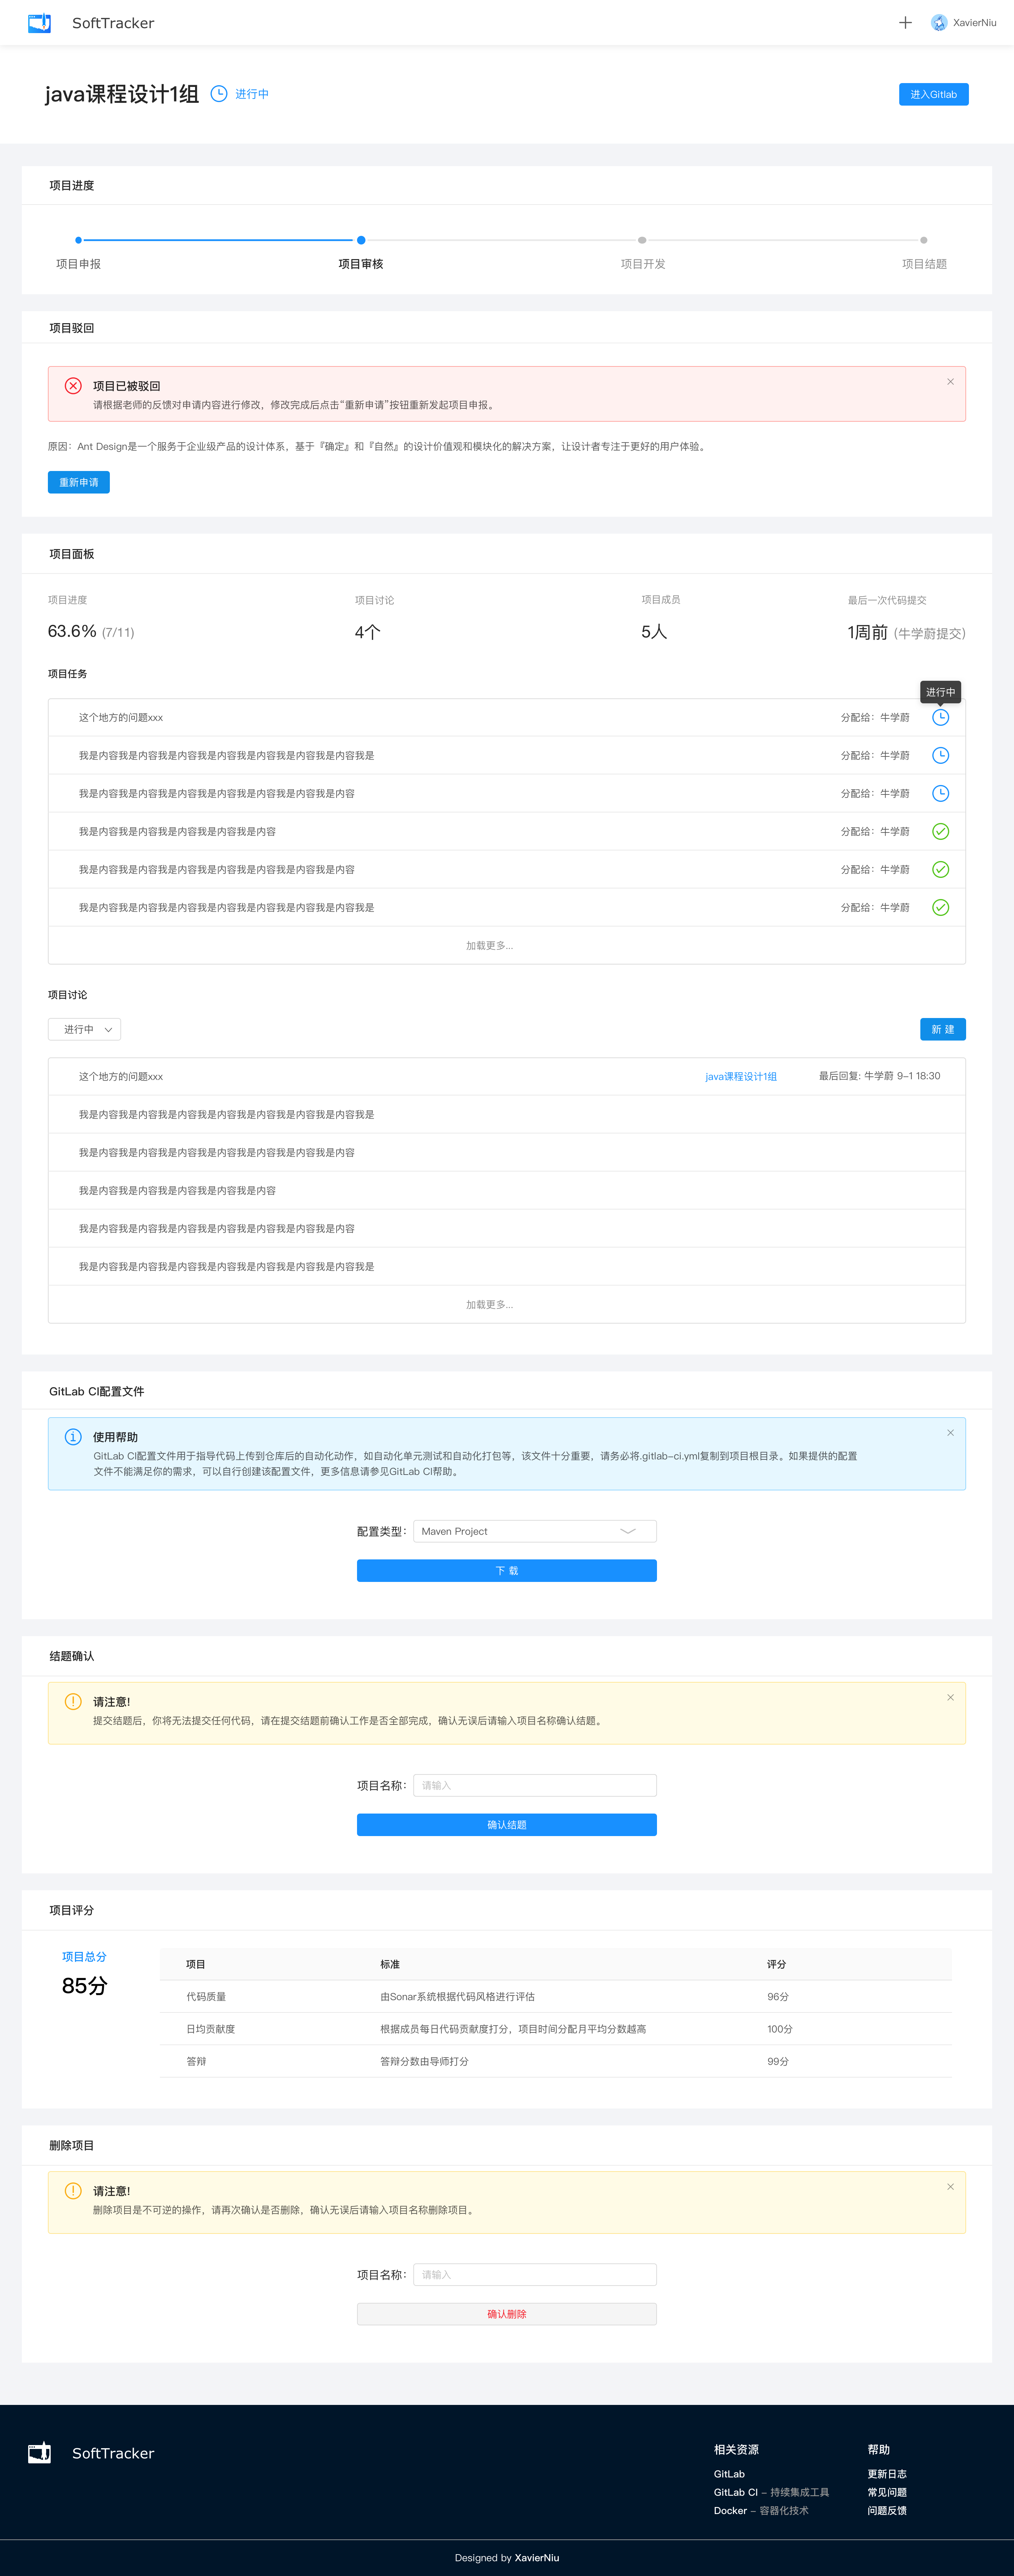 SoftTracker
XavierNiu
java课程设计1组 进行中
进入Gitlab
项目进度
项目申报 项目审核 项目开发 项目结题
项目驳回
项目已被驳回
请根据老师的反馈对申请内容进行修改，修改完成后点击“重新申请”按钮重新发起项目申报。
原因：Ant Design是一个服务于企业级产品的设计体系，基于『确定』和『自然』的设计价值观和模块化的解决方案，让设计者专注于更好的用户体验。
重新申请
项目面板
项目进度 项目讨论 项目成员 最后一次代码提交
63.6% (7/11) 4个 5人 1周前 (牛学蔚提交)
项目任务
进行中
这个地方的问题xxx 分配给：牛学蔚
我是内容我是内容我是内容我是内容我是内容我是内容我是内容我是 分配给：牛学蔚
我是内容我是内容我是内容我是内容我是内容我是内容我是内容 分配给：牛学蔚
我是内容我是内容我是内容我是内容我是内容 分配给：牛学蔚
我是内容我是内容我是内容我是内容我是内容我是内容我是内容 分配给：牛学蔚
我是内容我是内容我是内容我是内容我是内容我是内容我是内容我是 分配给：牛学蔚
加载更多...
项目讨论
进行中
新 建
这个地方的问题xxx java课程设计1组 最后回复: 牛学蔚 9-1 18:30
我是内容我是内容我是内容我是内容我是内容我是内容我是内容我是
我是内容我是内容我是内容我是内容我是内容我是内容我是内容
我是内容我是内容我是内容我是内容我是内容
我是内容我是内容我是内容我是内容我是内容我是内容我是内容
我是内容我是内容我是内容我是内容我是内容我是内容我是内容我是
加载更多...
GitLab CI配置文件
使用帮助
GitLab CI配置文件用于指导代码上传到仓库后的自动化动作，如自动化单元测试和自动化打包等，该文件十分重要，请务必将.gitlab-ci.yml复制到项目根目录。如果提供的配置
文件不能满足你的需求，可以自行创建该配置文件，更多信息请参见GitLab CI帮助。
配置类型： Maven Project
下 载
结题确认
请注意!
提交结题后，你将无法提交任何代码，请在提交结题前确认工作是否全部完成，确认无误后请输入项目名称确认结题。
项目名称： 请输入
确认结题
项目评分
项目总分
85分
项目 标准 评分
代码质量 由Sonar系统根据代码风格进行评估 96分
日均贡献度 根据成员每日代码贡献度打分，项目时间分配月平均分数越高 100分
答辩 答辩分数由导师打分 99分
删除项目
请注意!
删除项目是不可逆的操作，请再次确认是否删除，确认无误后请输入项目名称删除项目。
项目名称： 请输入
确认删除
SoftTracker
相关资源 帮助
GitLab 更新日志
GitLab CI - 持续集成工具 常见问题
Docker - 容器化技术 问题反馈
Designed by XavierNiu